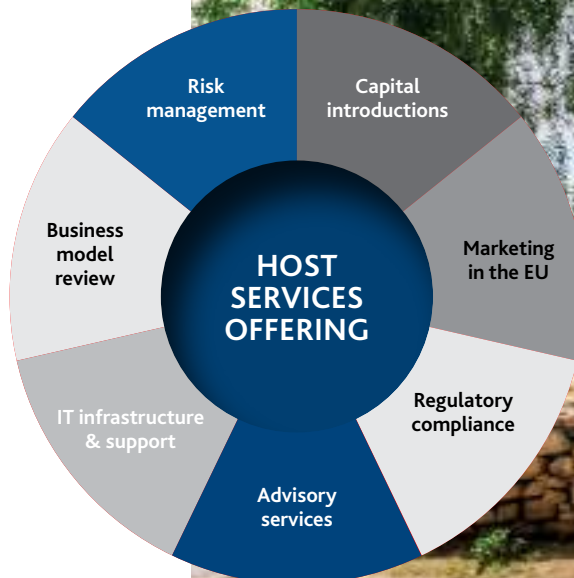 HOST
SERVICES
OFFERING
Risk
management
Capital
introductions
Marketing
in the EU
Regulatory
compliance
Advisory
services
IT infrastructure
& support
Business
model
review